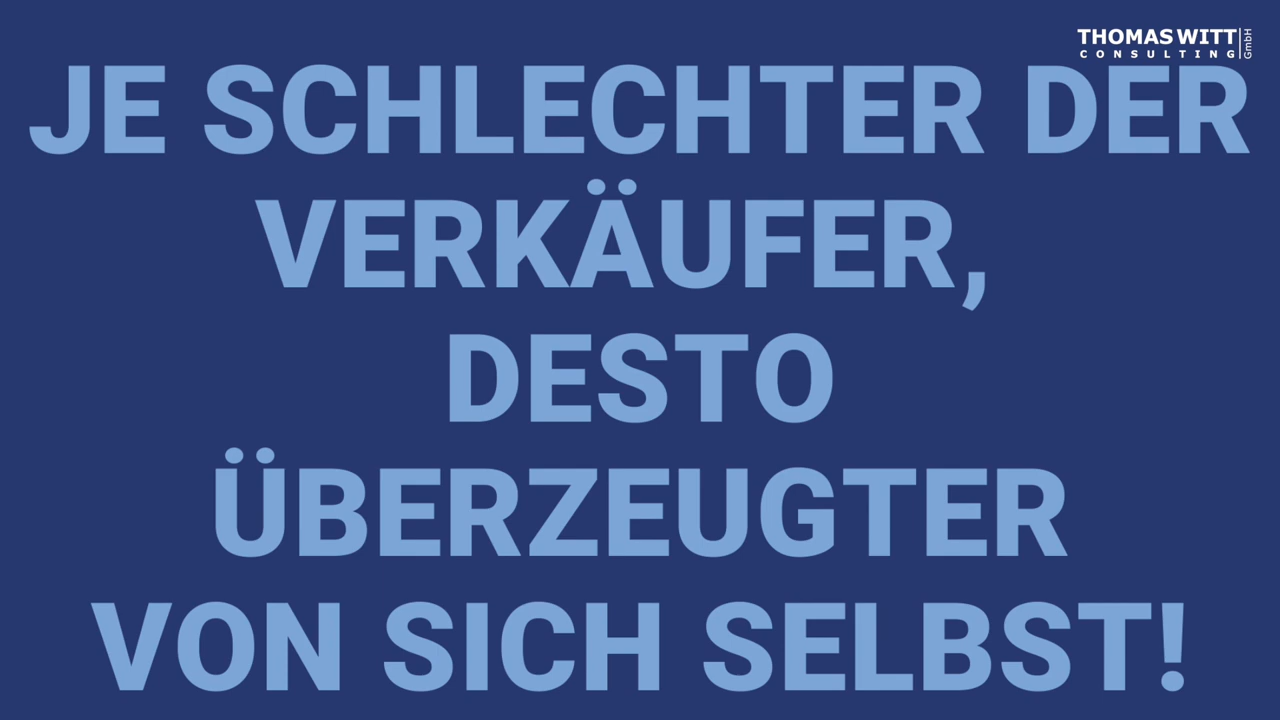 THOMAS WITT
CONSULTING
GmbH
JE SCHLECHTER DER
VERKÄUFER,
DESTO
ÜBERZEUGTER
VON SICH SELBST!